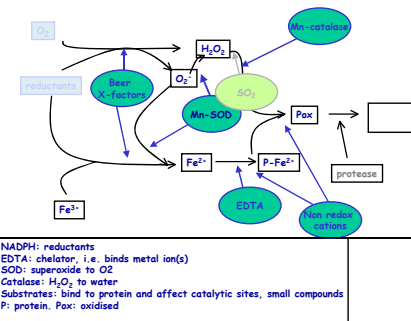 O₂
H₂O₂
Mn-catalase
reductants
Beer
X-factors
O₂⁻
SO₂
Mn-SOD
Pox
Fe²⁺
P-Fe²⁺
protease
Fe³⁺
EDTA
Non redox
cations
NADPH: reductants
EDTA: chelator, i.e. binds metal ion(s)
SOD: superoxide to O2
Catalase: H₂O₂ to water
Substrates: bind to protein and affect catalytic sites, small compounds
P: protein. Pox: oxidised